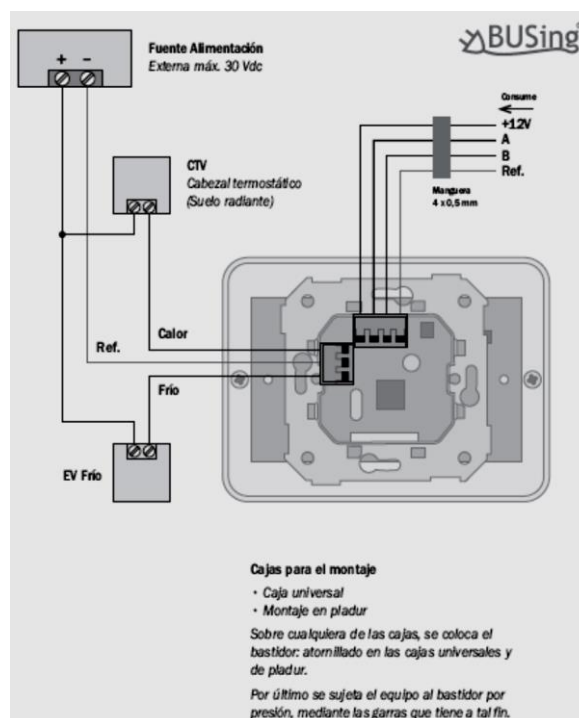 BUSing
+ -
Fuente Alimentación
Externa máx. 30 Vdc
Consume
+12V
A
B
Ref.
Manguera
4 x 0,5 mm
CTV
Cabezal termostático
(Suelo radiante)
Calor
Ref.
Frío
EV Frío
Cajas para el montaje
• Caja universal
• Montaje en pladur
Sobre cualquiera de las cajas, se coloca el
bastidor: atornillado en las cajas universales y
de pladur.
Por último se sujeta el equipo al bastidor por
presión, mediante las garras que tiene a tal fin.